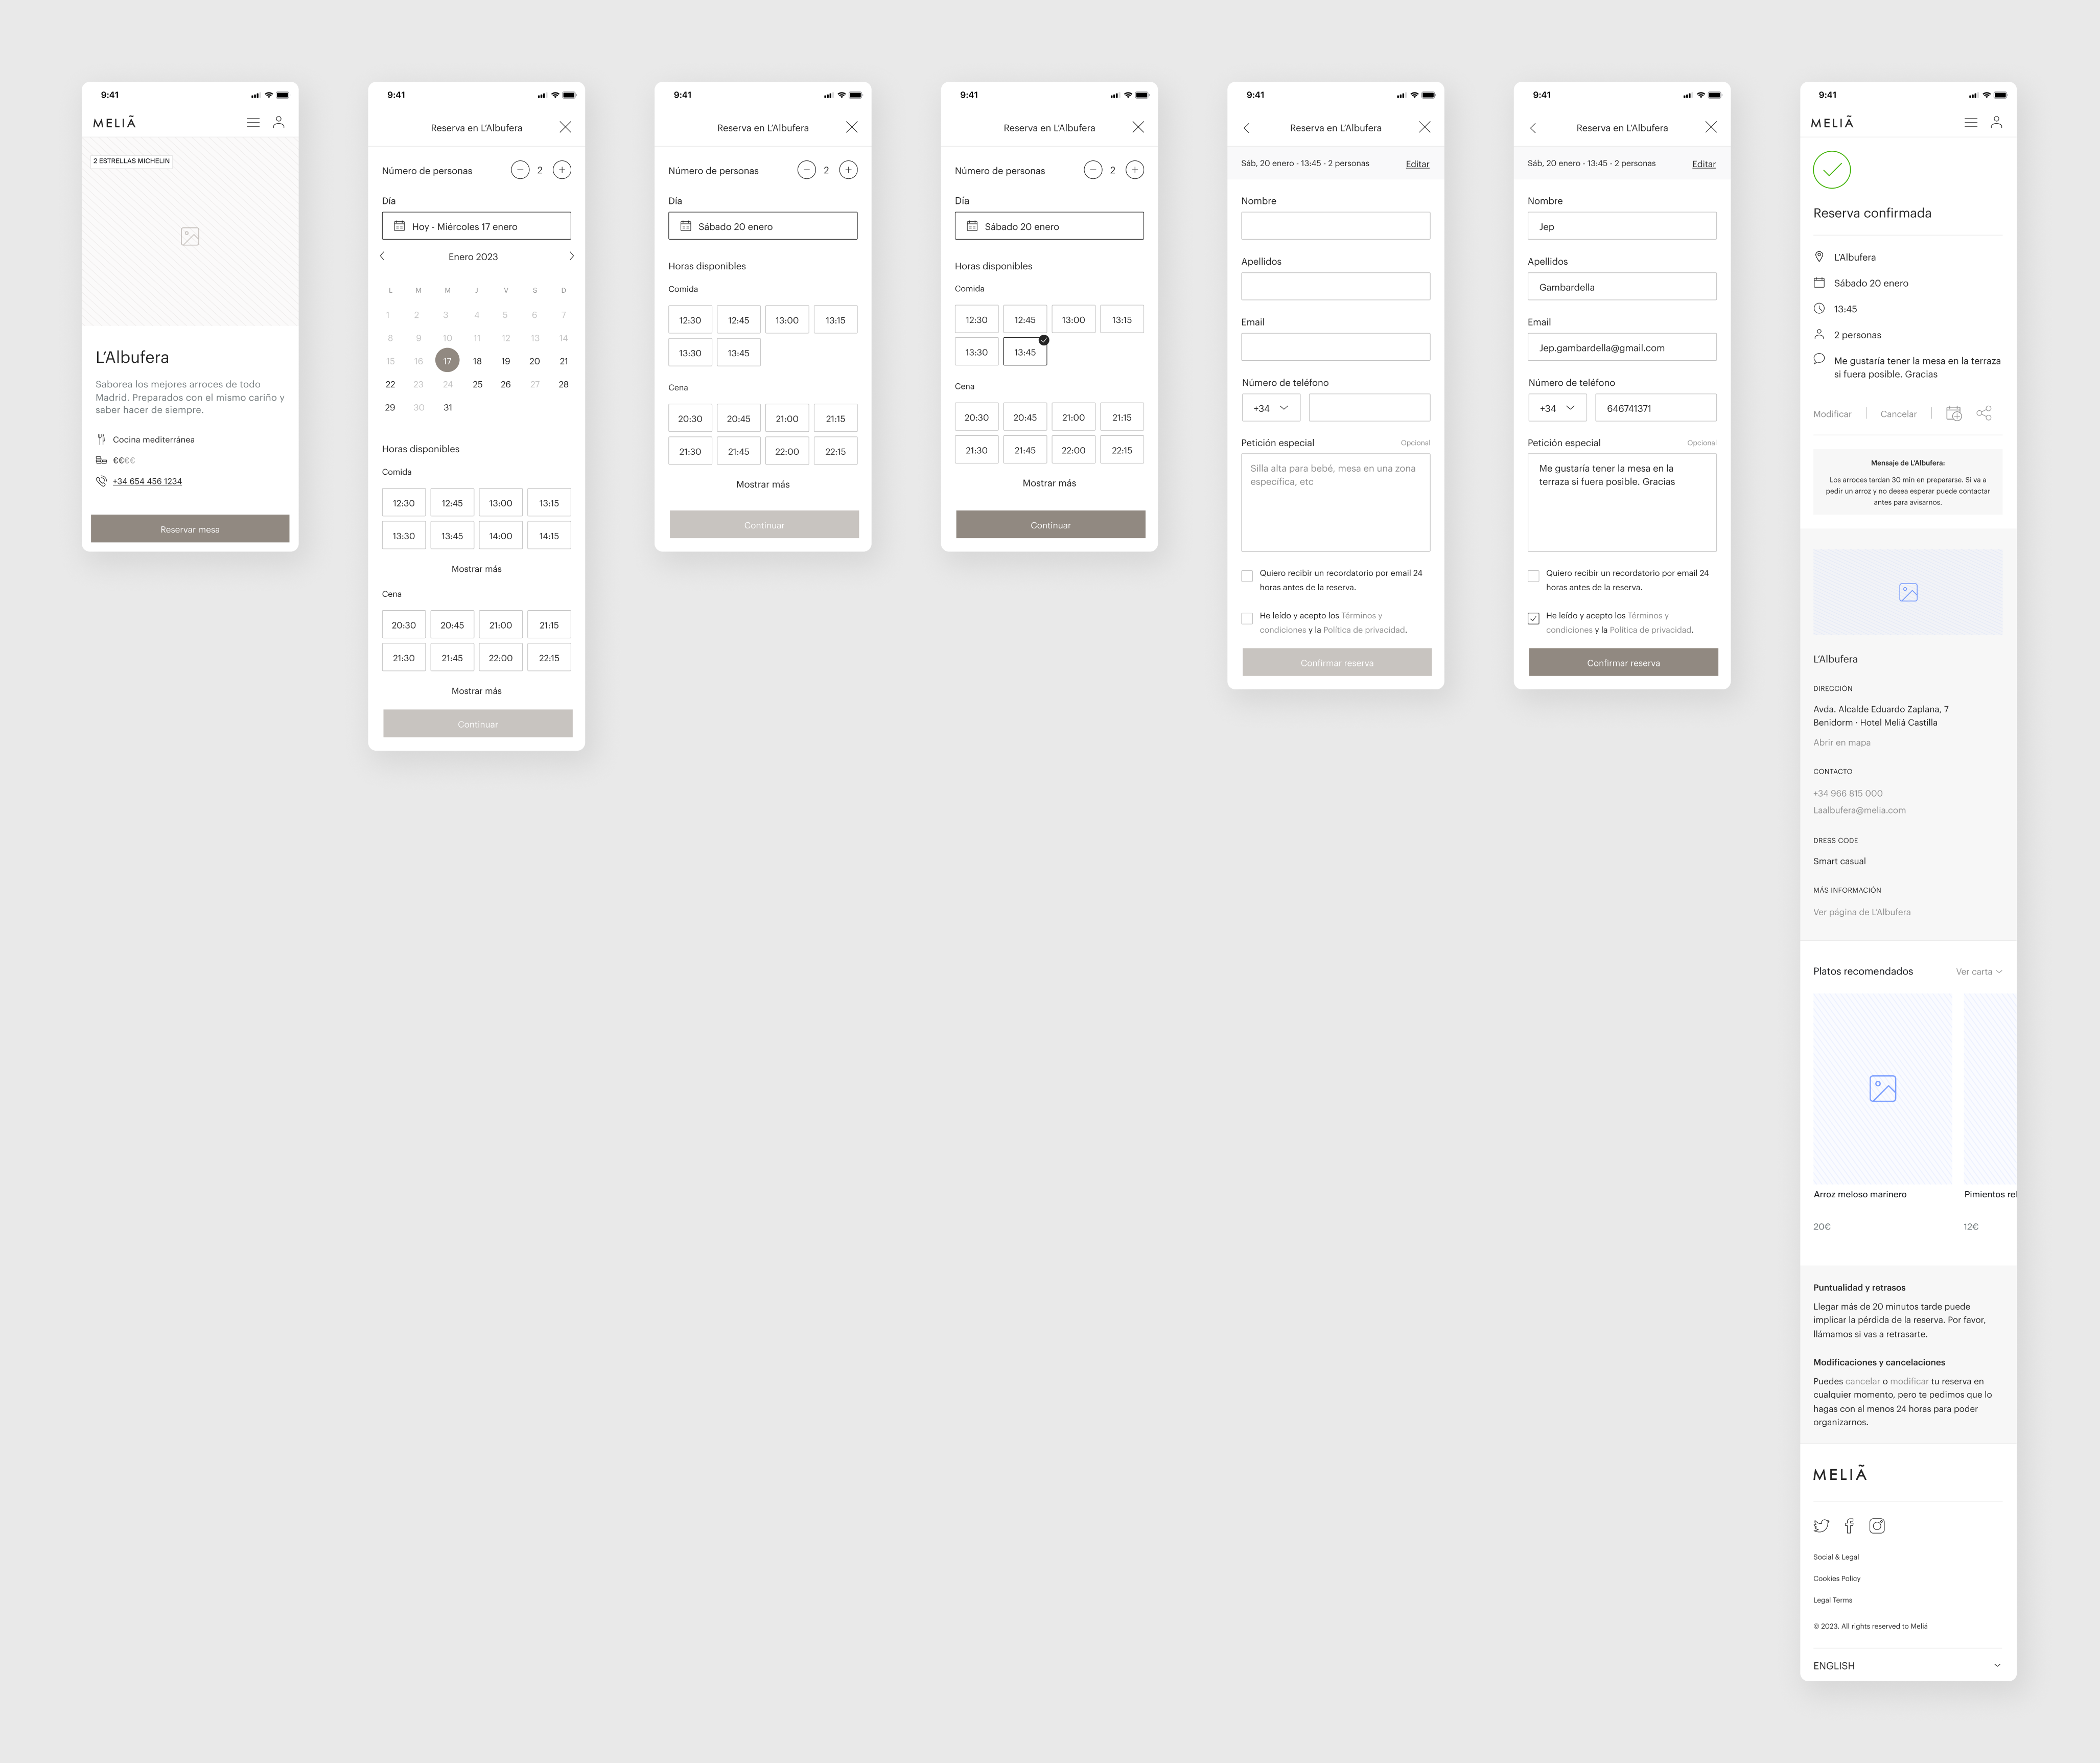 9:41
MELIÃ
2 ESTRELLAS MICHELIN
L'Albufera
Saborea los mejores arroces de todo
Madrid. Preparados con el mismo cariño y
saber hacer de siempre.
Cocina mediterránea
€€€€
+34 654 456 1234
Reservar mesa
9:41
Reserva en L'Albufera
Número de personas
2
Día
Hoy - Miércoles 17 enero
Enero 2023
L M M J V S D
1 2 3 4 5 6 7
8 9 10 11 12 13 14
15 16 17 18 19 20 21
22 23 24 25 26 27 28
29 30 31
Horas disponibles
Comida
12:30 12:45 13:00 13:15
13:30 13:45 14:00 14:15
Mostrar más
Cena
20:30 20:45 21:00 21:15
21:30 21:45 22:00 22:15
Mostrar más
Continuar
9:41
Reserva en L'Albufera
Número de personas
2
Día
Sábado 20 enero
Horas disponibles
Comida
12:30 12:45 13:00 13:15
13:30 13:45
Cena
20:30 20:45 21:00 21:15
21:30 21:45 22:00 22:15
Mostrar más
Continuar
9:41
Reserva en L'Albufera
Número de personas
2
Día
Sábado 20 enero
Horas disponibles
Comida
12:30 12:45 13:00 13:15
13:30 13:45
Cena
20:30 20:45 21:00 21:15
21:30 21:45 22:00 22:15
Mostrar más
Continuar
9:41
Reserva en L'Albufera
Sáb, 20 enero - 13:45 - 2 personas Editar
Nombre
Apellidos
Email
Número de teléfono
+34
Petición especial Opcional
Silla alta para bebé, mesa en una zona
específica, etc
Quiero recibir un recordatorio por email 24
horas antes de la reserva.
He leído y acepto los Términos y
condiciones y la Política de privacidad.
Confirmar reserva
9:41
Reserva en L'Albufera
Sáb, 20 enero - 13:45 - 2 personas Editar
Nombre
Jep
Apellidos
Gambardella
Email
Jep.gambardella@gmail.com
Número de teléfono
+34 646741371
Petición especial Opcional
Me gustaría tener la mesa en la
terraza si fuera posible. Gracias
Quiero recibir un recordatorio por email 24
horas antes de la reserva.
He leído y acepto los Términos y
condiciones y la Política de privacidad.
Confirmar reserva
9:41
MELIÃ
Reserva confirmada
L'Albufera
Sábado 20 enero
13:45
2 personas
Me gustaría tener la mesa en la terraza
si fuera posible. Gracias
Modificar Cancelar
Mensaje de L'Albufera:
Los arroces tardan 30 min en prepararse. Si va a
pedir un arroz y no desea esperar puede contactar
antes para avisarnos.
L'Albufera
DIRECCIÓN
Avda. Alcalde Eduardo Zaplana, 7
Benidorm · Hotel Meliá Castilla
Abrir en mapa
CONTACTO
+34 966 815 000
Laalbufera@melia.com
DRESS CODE
Smart casual
MÁS INFORMACIÓN
Ver página de L'Albufera
Platos recomendados Ver carta
Arroz meloso marinero Pimientos rel
20€ 12€
Puntualidad y retrasos
Llegar más de 20 minutos tarde puede
implicar la pérdida de la reserva. Por favor,
llámamos si vas a retrasarte.
Modificaciones y cancelaciones
Puedes cancelar o modificar tu reserva en
cualquier momento, pero te pedimos que lo
hagas con al menos 24 horas para poder
organizarnos.
MELIÃ
Social & Legal
Cookies Policy
Legal Terms
© 2023. All rights reserved to Meliá
ENGLISH